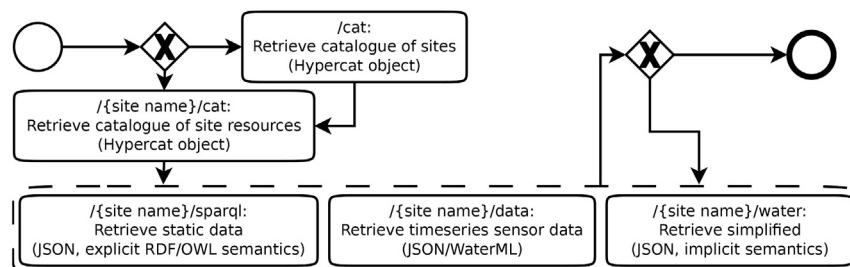 /cat:
Retrieve catalogue of sites
(Hypercat object)
/{site name}/cat:
Retrieve catalogue of site resources
(Hypercat object)
/{site name}/sparql:
Retrieve static data
(JSON, explicit RDF/OWL semantics)
/{site name}/data:
Retrieve timeseries sensor data
(JSON/WaterML)
/{site name}/water:
Retrieve simplified
(JSON, implicit semantics)